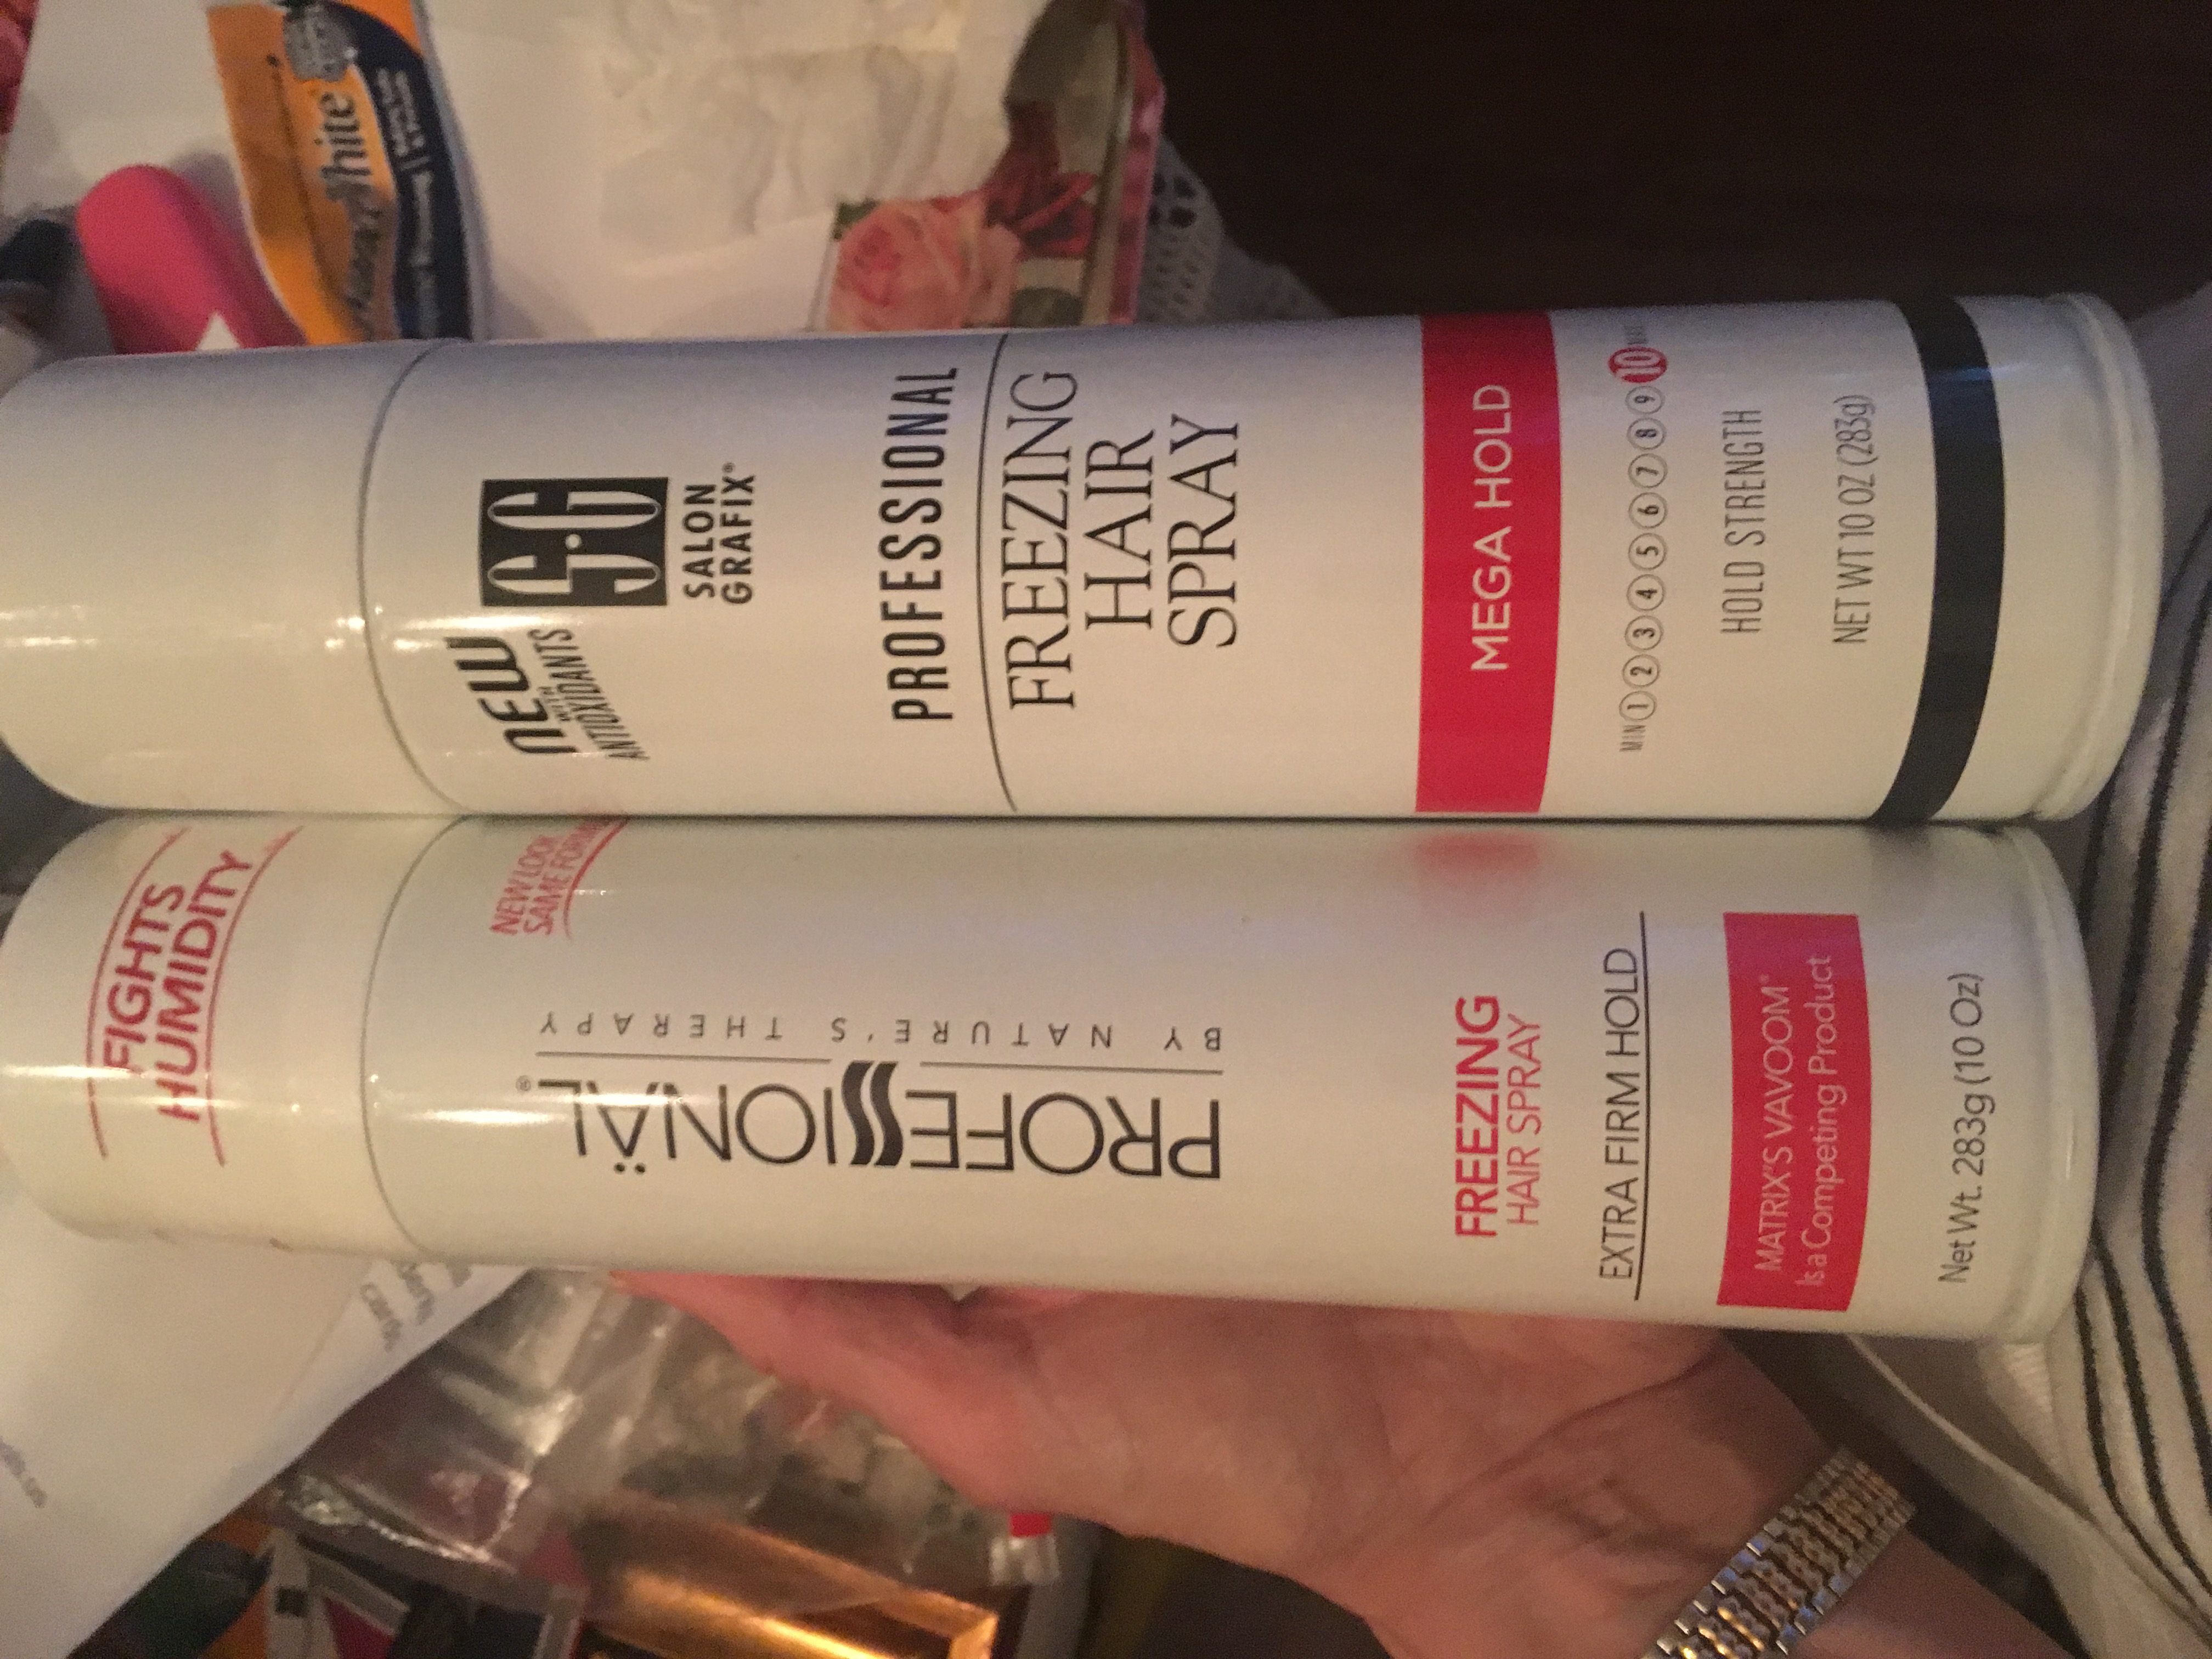 NEW
WITH
ANTIOXIDANTS
S·G
SALON
GRAFIX®
PROFESSIONAL
FREEZING
HAIR
SPRAY
MEGA HOLD
MIN 1 2 3 4 5 6 7 8 9 10
HOLD STRENGTH
NET WT 10 OZ (283g)
FIGHTS
HUMIDITY
NEW LOOK
SAME
PROFESSIONÄL®
BY NATURE'S THERAPY
FREEZING
HAIR SPRAY
EXTRA FIRM HOLD
MATRIX'S VAVOOM®
Is a Competing Product
Net Wt. 283g (10 Oz)